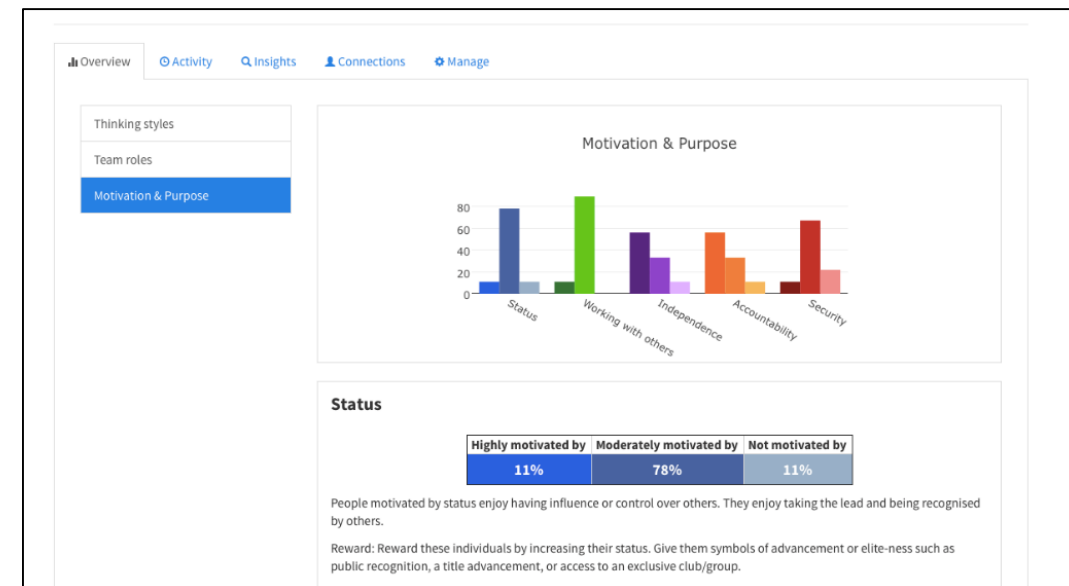 Overview Activity Insights Connections Manage
Thinking styles
Team roles
Motivation & Purpose
Motivation & Purpose
80
60
40
20
0
Status
Working with others
Independence
Accountability
Security
Status
Highly motivated by Moderately motivated by Not motivated by
11% 78% 11%
People motivated by status enjoy having influence or control over others. They enjoy taking the lead and being recognised
by others.
Reward: Reward these individuals by increasing their status. Give them symbols of advancement or elite-ness such as
public recognition, a title advancement, or access to an exclusive club/group.